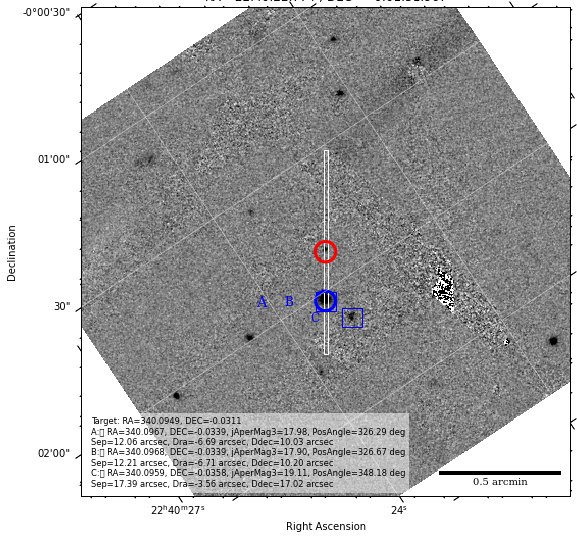 -0°00'30"
01'00"
30"
02'00"
Declination
A B
C
Target: RA=340.0949, DEC=-0.0311
A: RA=340.0967, DEC=-0.0339, jAperMag3=17.98, PosAngle=326.29 deg
Sep=12.06 arcsec, Dra=-6.69 arcsec, Ddec=10.03 arcsec
B: RA=340.0968, DEC=-0.0339, jAperMag3=17.90, PosAngle=326.67 deg
Sep=12.21 arcsec, Dra=-6.71 arcsec, Ddec=10.20 arcsec
C: RA=340.0959, DEC=-0.0358, jAperMag3=19.11, PosAngle=348.18 deg
Sep=17.39 arcsec, Dra=-3.56 arcsec, Ddec=17.02 arcsec
0.5 arcmin
22ʰ40ᵐ27ˢ 24ˢ
Right Ascension